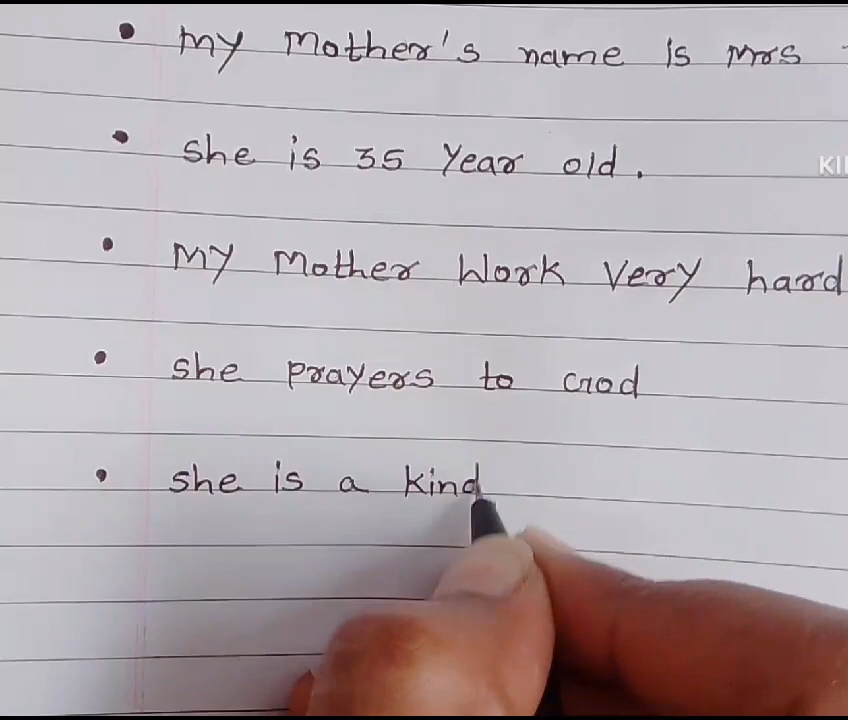 • My Mother's name is Mrs
• She is 35 Year old.
• My Mother Work Very hard
• She prayers to God
• She is a kind
KI